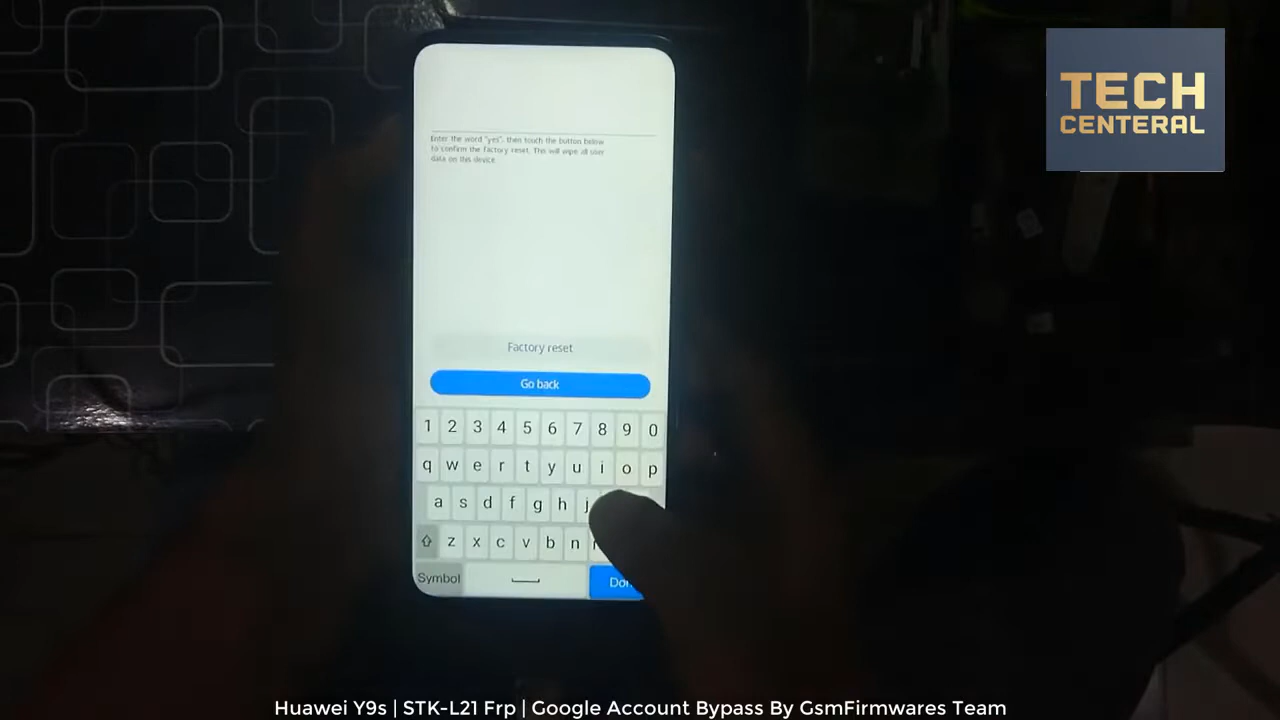 TECH
CENTERAL
Enter the word "yes", then touch the button below
to confirm the factory reset. This will wipe all user
data on this device.
Factory reset
Go back
1 2 3 4 5 6 7 8 9 0
q w e r t y u i o p
a s d f g h j
z x c v b n
Symbol
Huawei Y9s | STK-L21 Frp | Google Account Bypass By GsmFirmwares Team